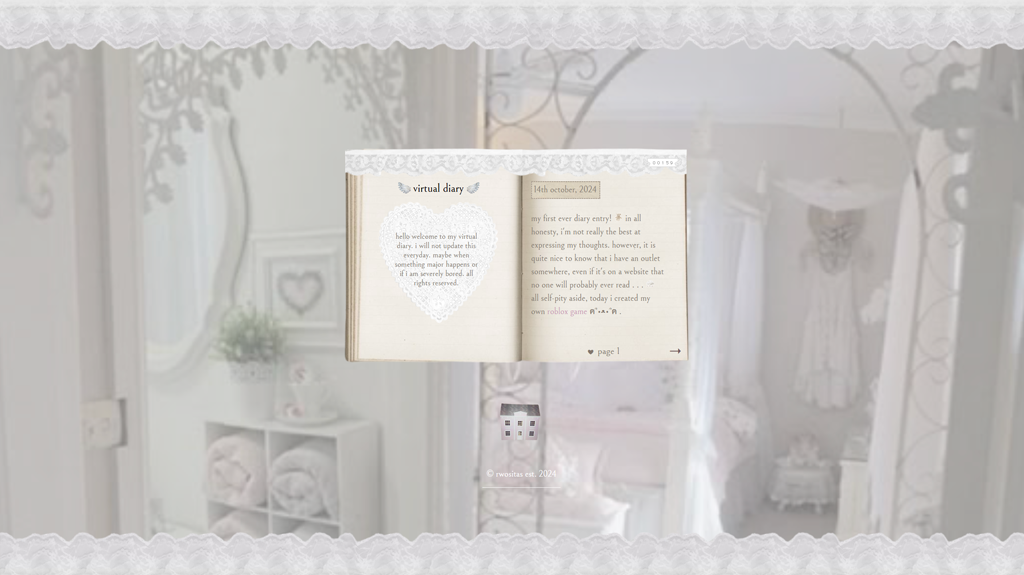 00150
virtual diary
hello welcome to my virtual
diary. i will not update this
everyday. maybe when
something major happens or
if I am severely bored. all
rights reserved.
14th october, 2024
my first ever diary entry! in all
honesty, i'm not really the best at
expressing my thoughts. however, it is
quite nice to know that i have an outlet
somewhere, even if it's on a website that
no one will probably ever read . . .
all self-pity aside, today i created my
own roblox game ฅ^•ﻌ•^ฅ .
♥ page 1 →
© rwusitas est. 2024